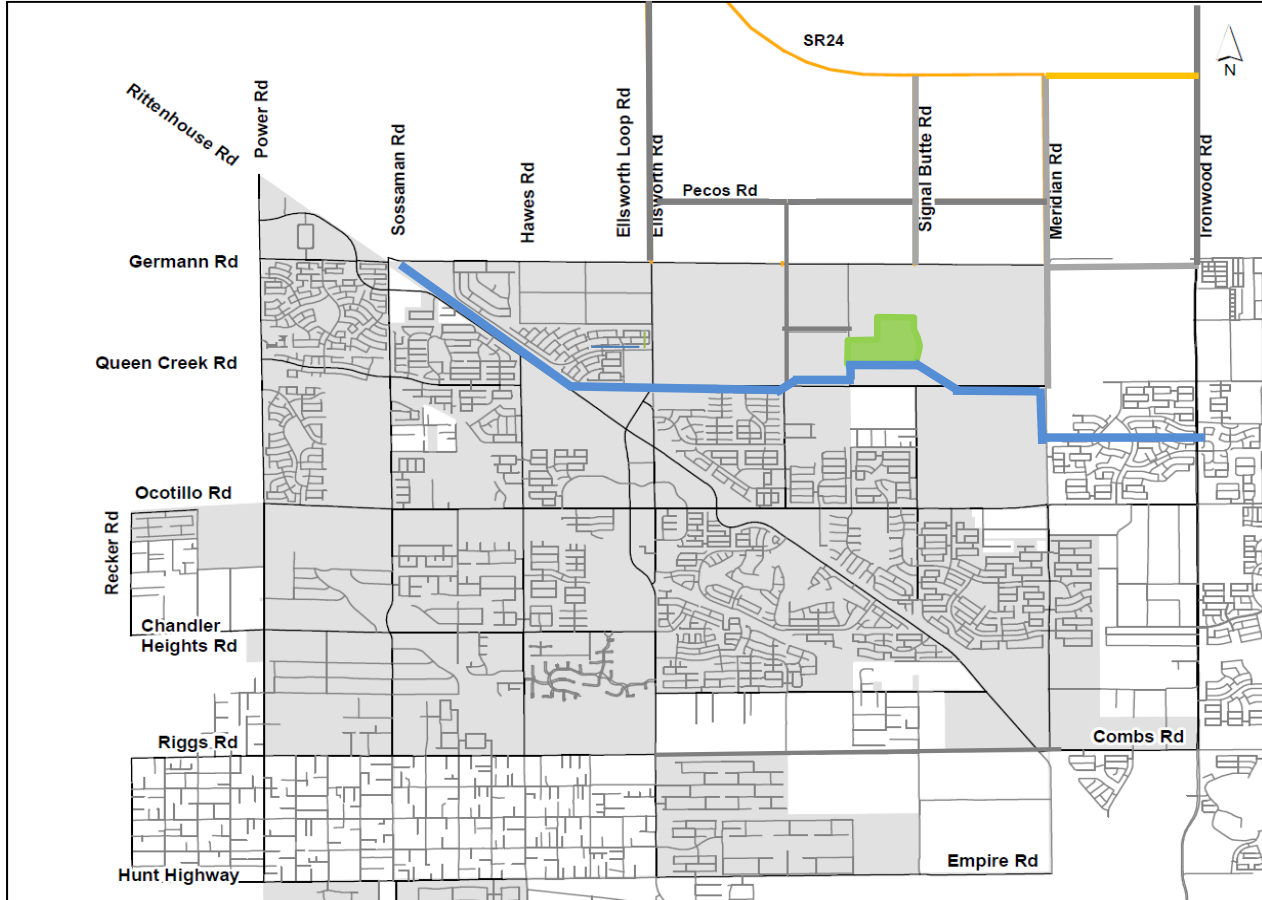 SR24
N
Rittenhouse Rd
Power Rd
Sossaman Rd
Hawes Rd
Ellsworth Loop Rd
Ellsworth Rd
Pecos Rd
Signal Butte Rd
Meridian Rd
Ironwood Rd
Germann Rd
Queen Creek Rd
Ocotillo Rd
Recker Rd
Chandler
Heights Rd
Riggs Rd
Combs Rd
Empire Rd
Hunt Highway